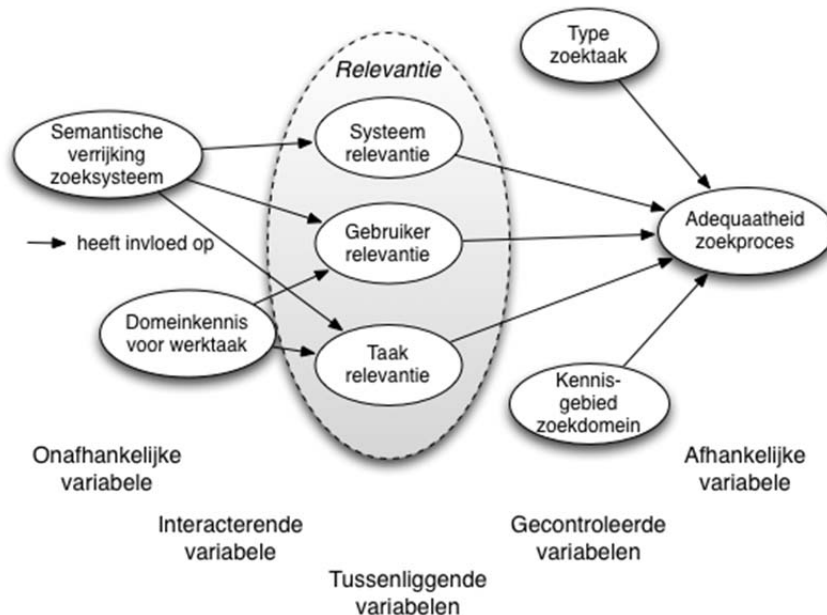 Type
zoektaak
Relevantie
Systeem
relevantie
Semantische
verrijking
zoeksysteem
Gebruiker
relevantie
Adequaatheid
zoekproces
heeft invloed op
Domeinkennis
voor werktaak
Taak
relevantie
Kennis-
gebied
zoekdomein
Onafhankelijke
variabele
Afhankelijke
variabele
Interacterende
variabele
Gecontroleerde
variabelen
Tussenliggende
variabelen